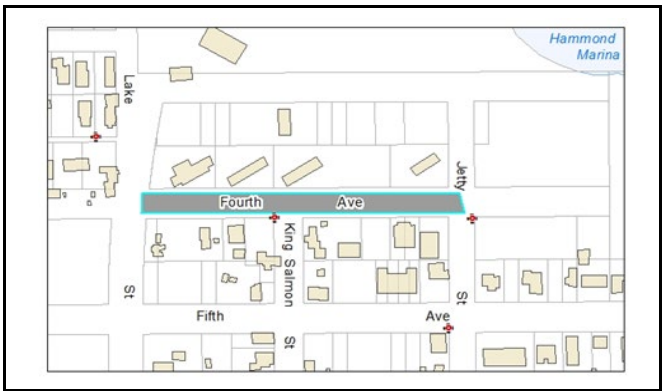 Hammond
Marina
Lake
Jetty
Fourth Ave
King Salmon
St
St
Fifth Ave
St